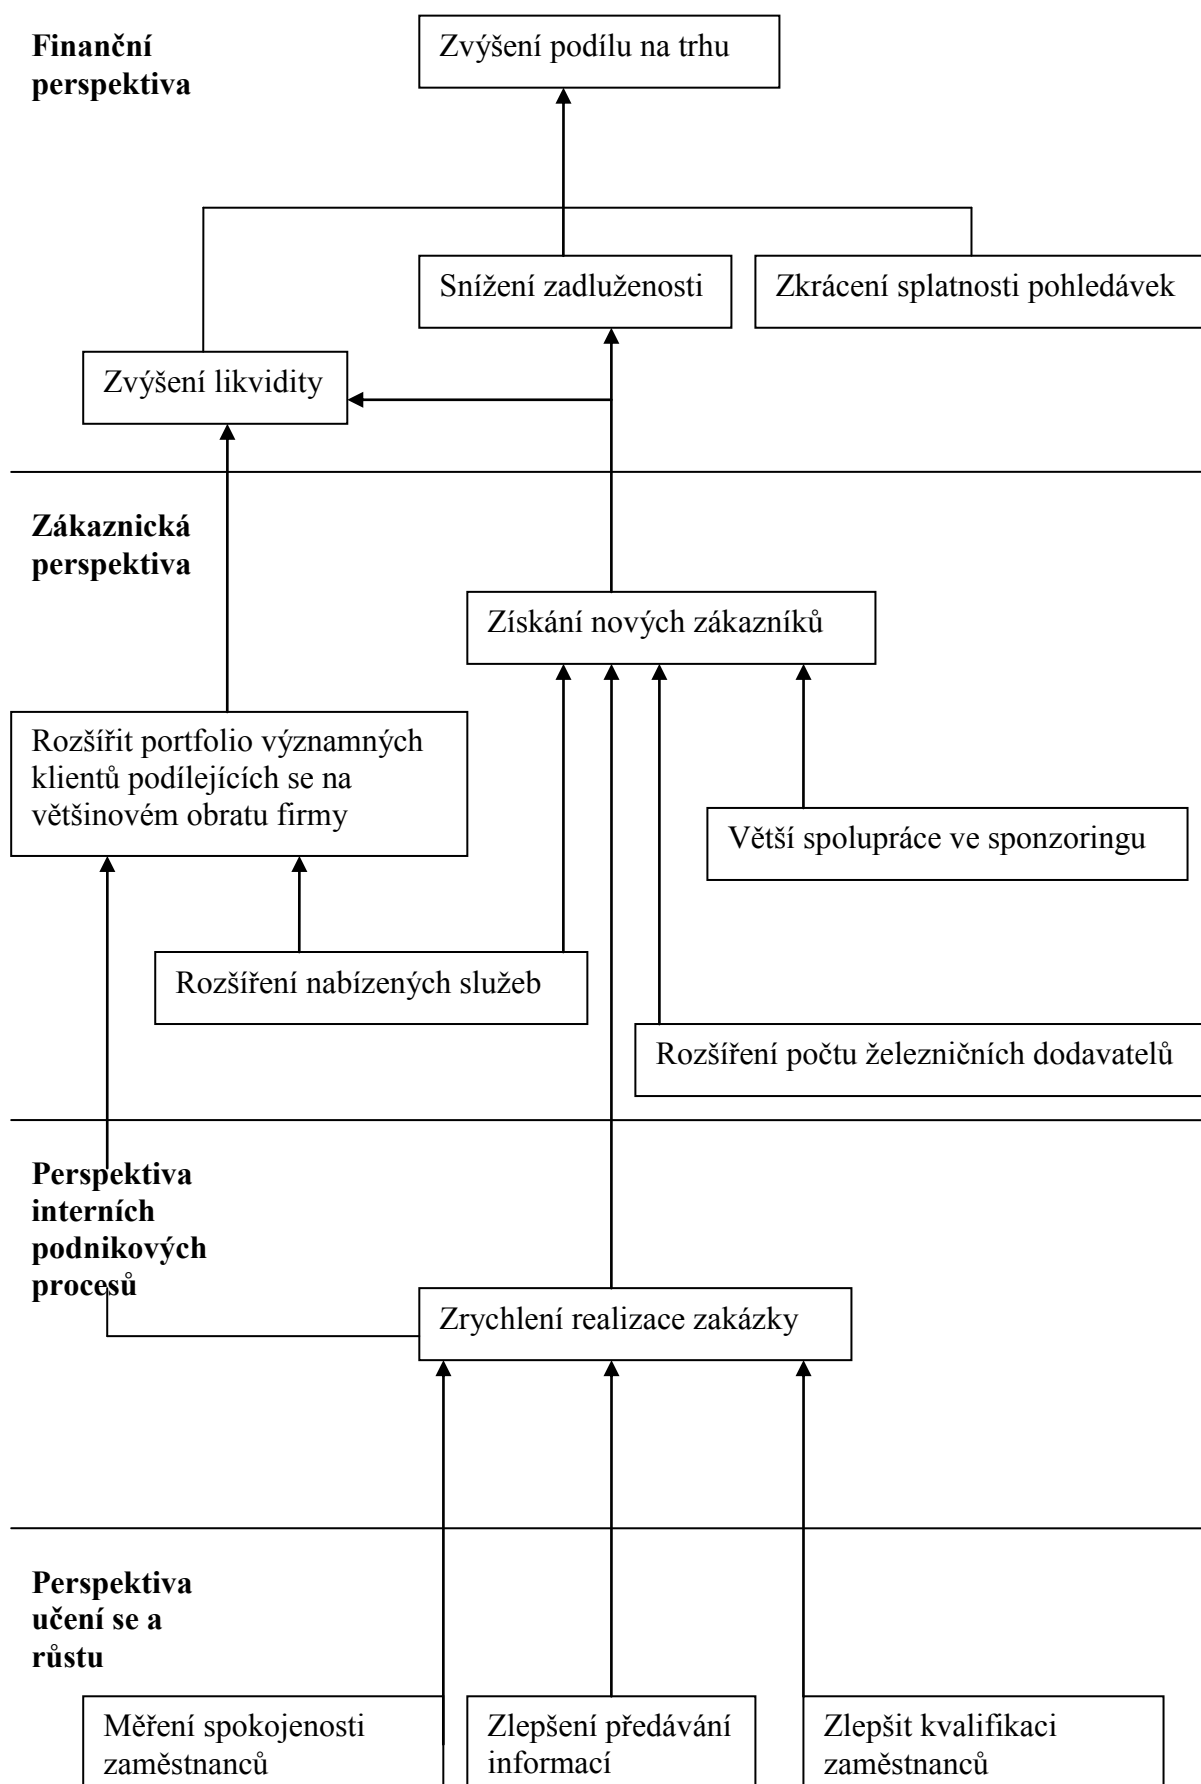 Finanční
perspektiva
Zvýšení podílu na trhu
Snížení zadluženosti
Zkrácení splatnosti pohledávek
Zvýšení likvidity
Zákaznická
perspektiva
Získání nových zákazníků
Rozšířit portfolio významných
klientů podílejících se na
většinovém obratu firmy
Větší spolupráce ve sponzoringu
Rozšíření nabízených služeb
Rozšíření počtu železničních dodavatelů
Perspektiva
interních
podnikových
procesů
Zrychlení realizace zakázky
Perspektiva
učení se a
růstu
Měření spokojenosti
zaměstnanců
Zlepšení předávání
informací
Zlepšit kvalifikaci
zaměstnanců